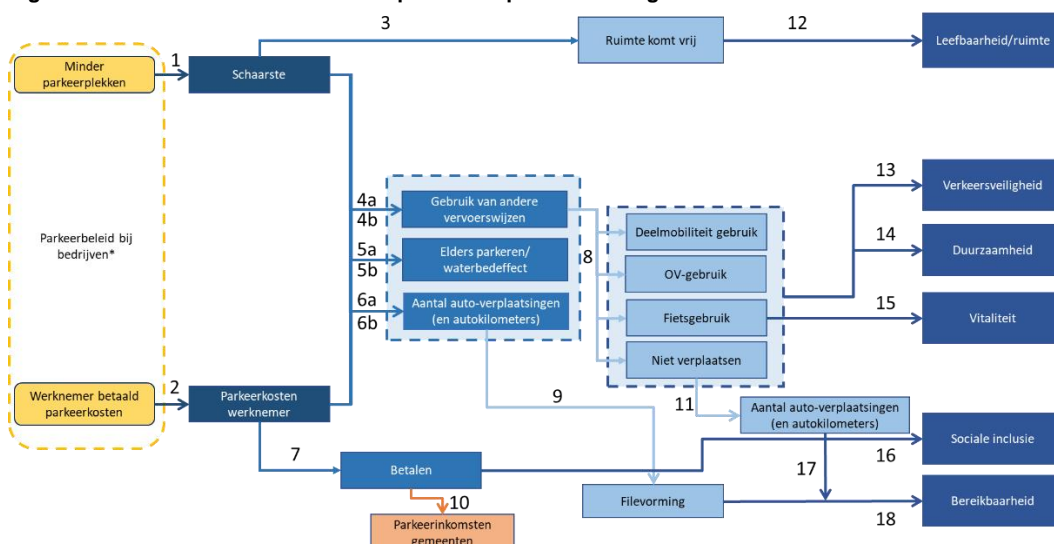 3
12
Minder
parkeerplekken
1
Schaarste
Ruimte komt vrij
Leefbaarheid/ruimte
13
4a
4b
Gebruik van andere
vervoerswijzen
Verkeersveiligheid
Deelmobiliteit gebruik
14
Parkeerbeleid bij
bedrijven*
5a
5b
Elders parkeren/
waterbedeffect
8
OV-gebruik
Duurzaamheid
6a
6b
Aantal auto-verplaatsingen
(en autokilometers)
15
Fietsgebruik
Vitaliteit
Niet verplaatsen
Werknemer betaald
parkeerkosten
2
Parkeerkosten
werknemer
9
11
Aantal auto-verplaatsingen
(en autokilometers)
Sociale inclusie
16
7
Betalen
17
10
Filevorming
18
Bereikbaarheid
Parkeerinkomsten
gemeenten